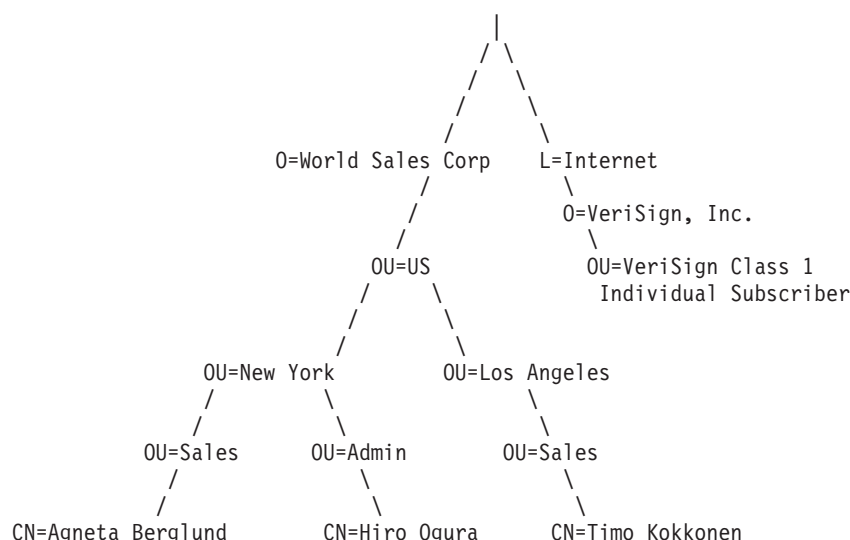 O=World Sales Corp L=Internet
O=VeriSign, Inc.
OU=US OU=VeriSign Class 1
Individual Subscriber
OU=New York OU=Los Angeles
OU=Sales OU=Admin OU=Sales
CN=Agneta Berglund CN=Hiro Ogura CN=Timo Kokkonen